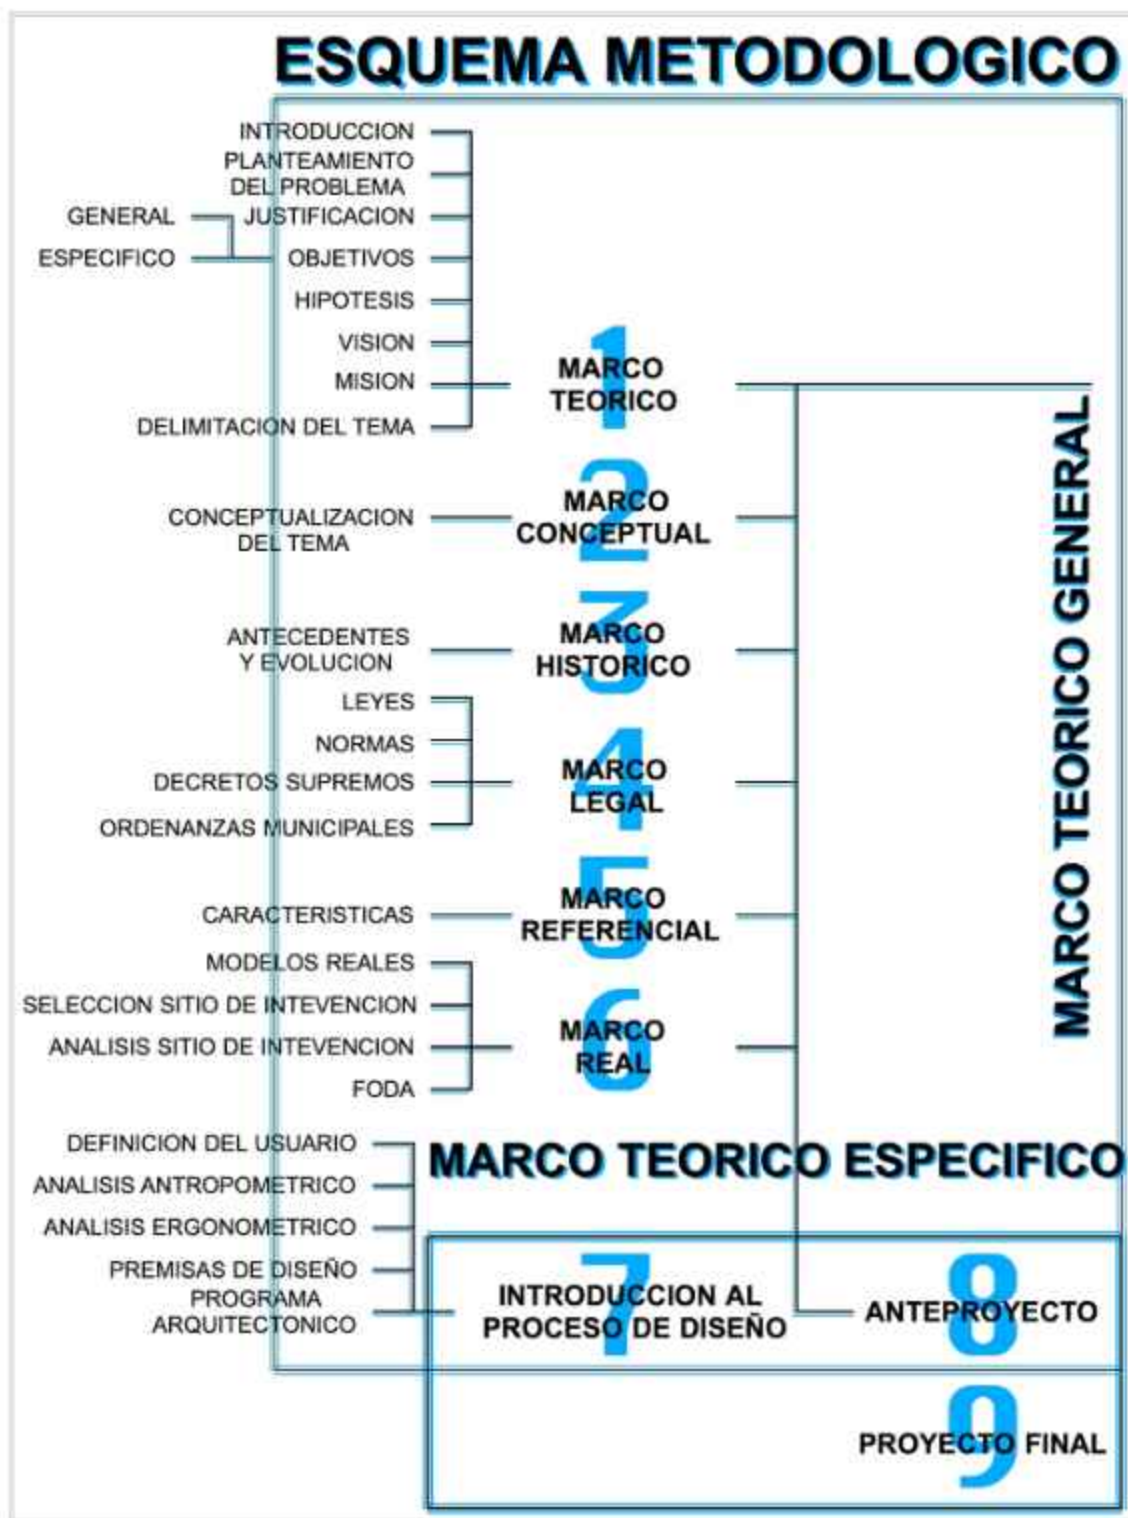 ESQUEMA METODOLOGICO
INTRODUCCION
PLANTEAMIENTO
DEL PROBLEMA
GENERAL
JUSTIFICACION
ESPECIFICO
OBJETIVOS
HIPOTESIS
VISION
MISION
DELIMITACION DEL TEMA
1
MARCO
TEORICO
CONCEPTUALIZACION
DEL TEMA
2
MARCO
CONCEPTUAL
ANTECEDENTES
Y EVOLUCION
3
MARCO
HISTORICO
LEYES
NORMAS
DECRETOS SUPREMOS
ORDENANZAS MUNICIPALES
4
MARCO
LEGAL
CARACTERISTICAS
5
MARCO
REFERENCIAL
MODELOS REALES
SELECCION SITIO DE INTEVENCION
ANALISIS SITIO DE INTEVENCION
FODA
6
MARCO
REAL
MARCO TEORICO GENERAL
MARCO TEORICO ESPECIFICO
DEFINICION DEL USUARIO
ANALISIS ANTROPOMETRICO
ANALISIS ERGONOMETRICO
PREMISAS DE DISEÑO
PROGRAMA
ARQUITECTONICO
7
INTRODUCCION AL
PROCESO DE DISEÑO
8
ANTEPROYECTO
9
PROYECTO FINAL